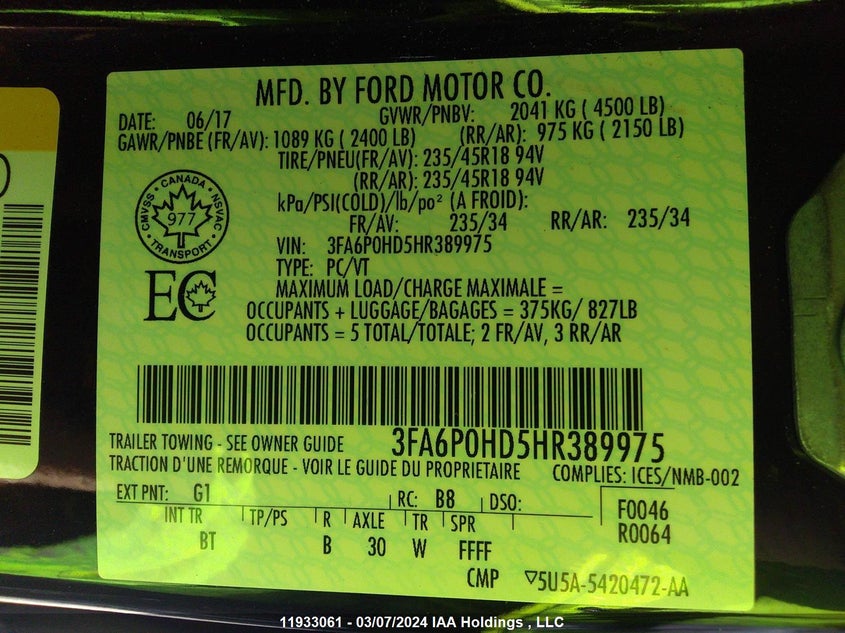 MFD. BY FORD MOTOR CO.
DATE: 06/17 GVWR/PNBV: 2041 KG ( 4500 LB)
GAWR/PNBE (FR/AV): 1089 KG ( 2400 LB) (RR/AR): 975 KG ( 2150 LB)
TIRE/PNEU(FR/AV): 235/45R18 94V
(RR/AR): 235/45R18 94V
kPa/PSI(COLD)/lb/po² (A FROID):
FR/AV: 235/34 RR/AR: 235/34
VIN: 3FA6P0HD5HR389975
TYPE: PC/VT
MAXIMUM LOAD/CHARGE MAXIMALE =
OCCUPANTS + LUGGAGE/BAGAGES = 375KG/ 827LB
OCCUPANTS = 5 TOTAL/TOTALE; 2 FR/AV, 3 RR/AR
CANADA
CMVSS • NSVAC
977
TRANSPORT
EC
3FA6P0HD5HR389975
TRAILER TOWING - SEE OWNER GUIDE
TRACTION D'UNE REMORQUE - VOIR LE GUIDE DU PROPRIETAIRE
COMPLIES: ICES/NMB-002
EXT PNT: G1 RC: B8 DSO:
F0046
R0064
INT TR TP/PS R AXLE TR SPR
BT B 30 W FFFF
CMP ▽5U5A-5420472-AA
11933061 - 03/07/2024 IAA Holdings , LLC